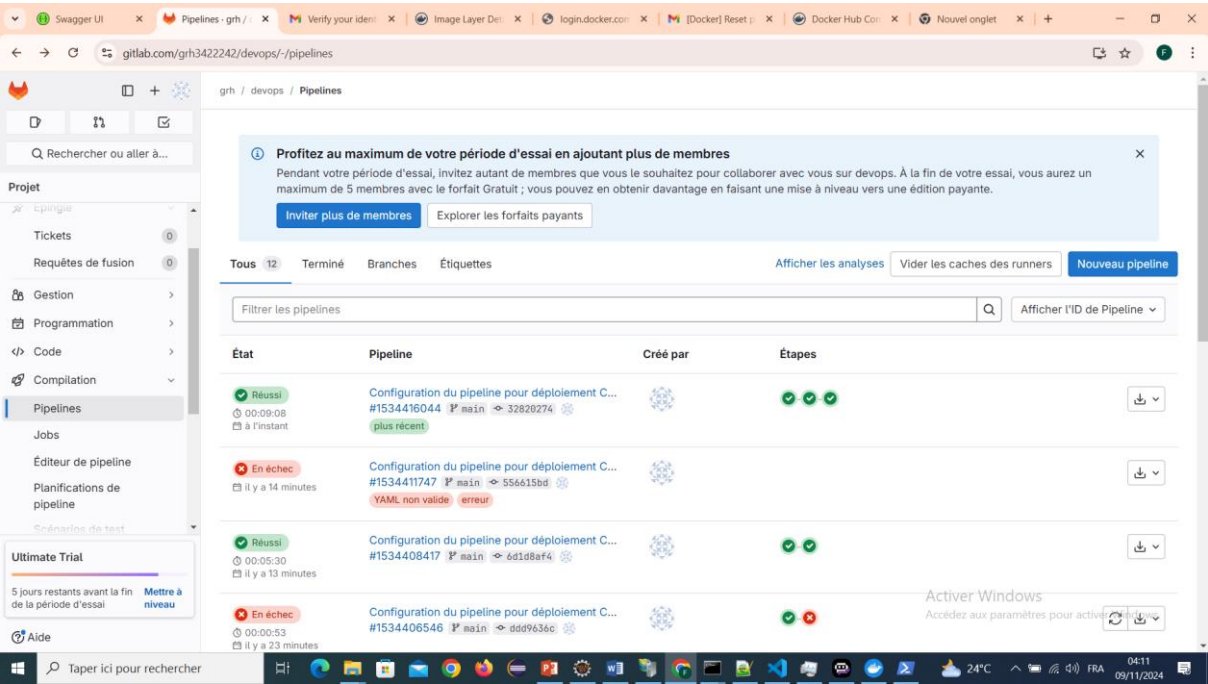 Swagger UI
Pipelines · grh /
Verify your ident
Image Layer Det
login.docker.con
[Docker] Reset p
Docker Hub Con
Nouvel onglet
gitlab.com/grh3422242/devops/-/pipelines
F
grh / devops / Pipelines
Rechercher ou aller à...
Projet
Épinglé
Tickets 0
Requêtes de fusion 0
Gestion
Programmation
Code
Compilation
Pipelines
Jobs
Éditeur de pipeline
Planifications de
pipeline
Scénarios de test
Ultimate Trial
5 jours restants avant la fin
de la période d'essai
Mettre à
niveau
Aide
Profitez au maximum de votre période d'essai en ajoutant plus de membres
Pendant votre période d'essai, invitez autant de membres que vous le souhaitez pour collaborer avec vous sur devops. À la fin de votre essai, vous aurez un
maximum de 5 membres avec le forfait Gratuit ; vous pouvez en obtenir davantage en faisant une mise à niveau vers une édition payante.
Inviter plus de membres
Explorer les forfaits payants
Tous 12 Terminé Branches Étiquettes
Afficher les analyses
Vider les caches des runners
Nouveau pipeline
Filtrer les pipelines
Afficher l'ID de Pipeline
État Pipeline Créé par Étapes
Réussi
00:09:08
à l'instant
Configuration du pipeline pour déploiement C...
#1534416044 main 32820274
plus récent
En échec
il y a 14 minutes
Configuration du pipeline pour déploiement C...
#1534411747 main 556615bd
YAML non valide erreur
Réussi
00:05:30
il y a 13 minutes
Configuration du pipeline pour déploiement C...
#1534408417 main 6d1d8af4
En échec
00:00:53
il y a 23 minutes
Configuration du pipeline pour déploiement C...
#1534406546 main ddd9636c
Activer Windows
Accédez aux paramètres pour activer Windows.
Taper ici pour rechercher
24°C
FRA
04:11
09/11/2024